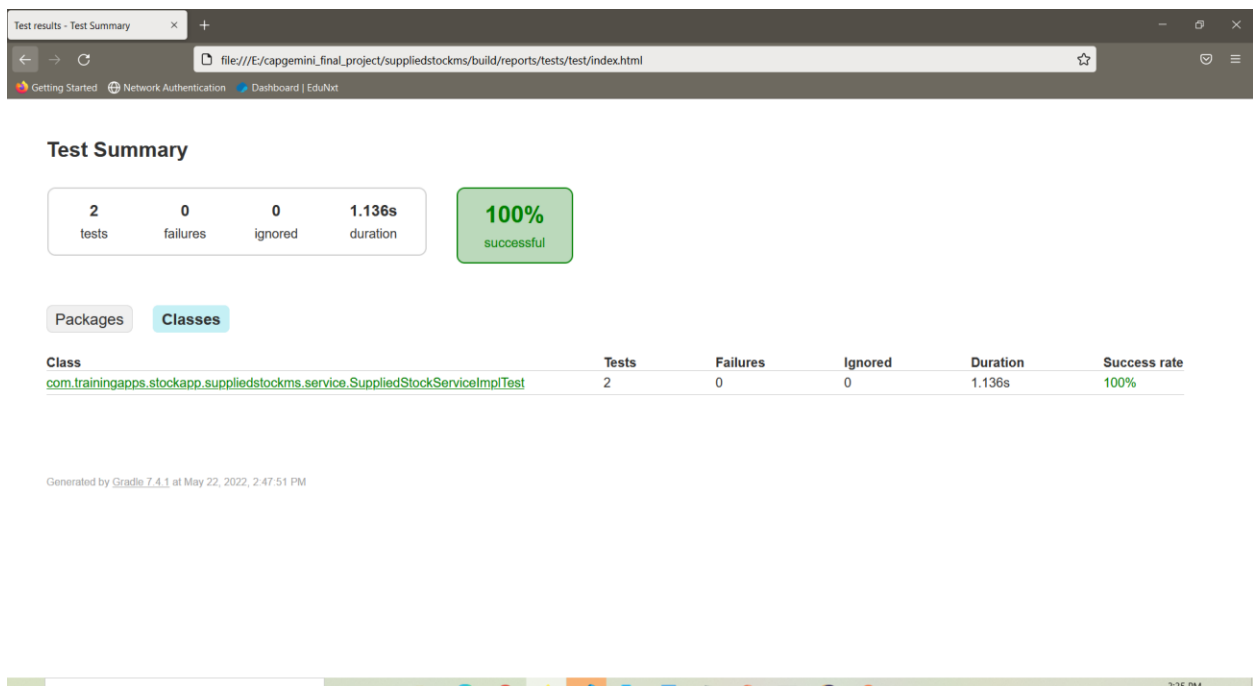 Test results - Test Summary
file:///E:/capgemini_final_project/suppliedstockms/build/reports/tests/test/index.html
Getting Started Network Authentication Dashboard | EduNxt
Test Summary
2 0 0 1.136s
tests failures ignored duration
100%
successful
Packages Classes
Class Tests Failures Ignored Duration Success rate
com.trainingapps.stockapp.suppliedstockms.service.SuppliedStockServiceImplTest 2 0 0 1.136s 100%
Generated by Gradle 7.4.1 at May 22, 2022, 2:47:51 PM